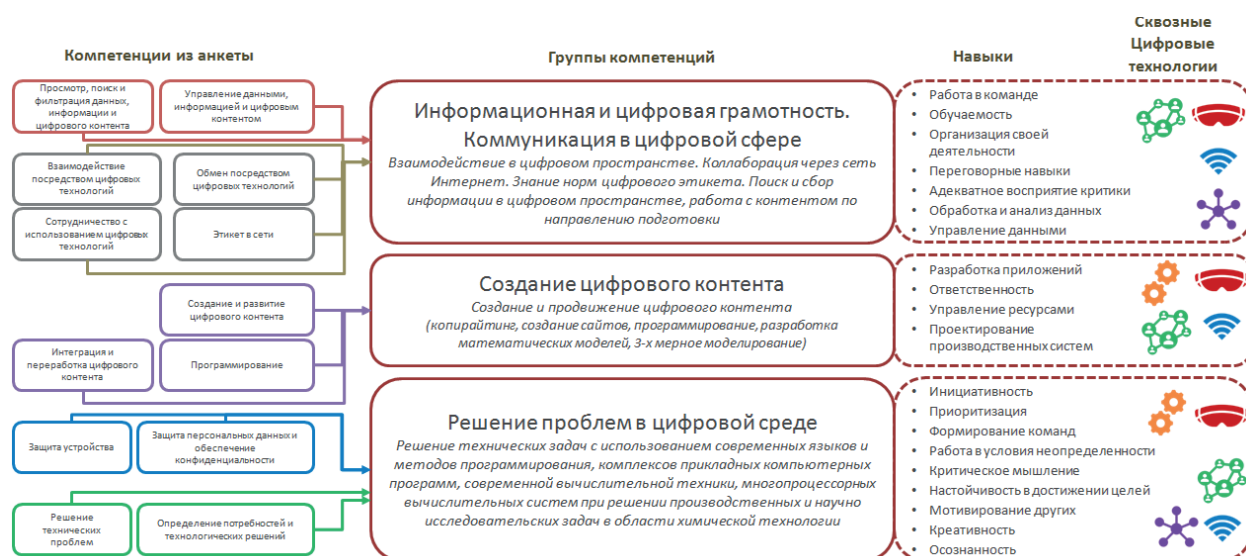 Компетенции из анкеты
Группы компетенций
Навыки
Сквозные
Цифровые
технологии
Просмотр, поиск и
фильтрация данных,
информации и
цифрового контента
Управление данными,
информацией и цифровым
контентом
Взаимодействие
посредством цифровых
технологий
Обмен посредством
цифровых технологий
Сотрудничество с
использованием цифровых
технологий
Этикет в сети
Создание и развитие
цифрового контента
Интеграция и
переработка цифрового
контента
Программирование
Защита устройства
Защита персональных данных и
обеспечение
конфиденциальности
Решение
технических
проблем
Определение потребностей и
технологических решений
Информационная и цифровая грамотность.
Коммуникация в цифровой сфере
Взаимодействие в цифровом пространстве. Коллаборация через сеть
Интернет. Знание норм цифрового этикета. Поиск и сбор
информации в цифровом пространстве, работа с контентом по
направлению подготовки
Создание цифрового контента
Создание и продвижение цифрового контента
(копирайтинг, создание сайтов, программирование, разработка
математических моделей, 3-х мерное моделирование)
Решение проблем в цифровой среде
Решение технических задач с использованием современных языков и
методов программирования, комплексов прикладных компьютерных
программ, современной вычислительной техники, многопроцессорных
вычислительных систем при решении производственных и научно
исследовательских задач в области химической технологии
• Работа в команде
• Обучаемость
• Организация своей
деятельности
• Переговорные навыки
• Адекватное восприятие критики
• Обработка и анализ данных
• Управление данными
• Разработка приложений
• Ответственность
• Управление ресурсами
• Проектирование
производственных систем
• Инициативность
• Приоритизация
• Формирование команд
• Работа в условия неопределенности
• Критическое мышление
• Настойчивость в достижении целей
• Мотивирование других
• Креативность
• Осознанность